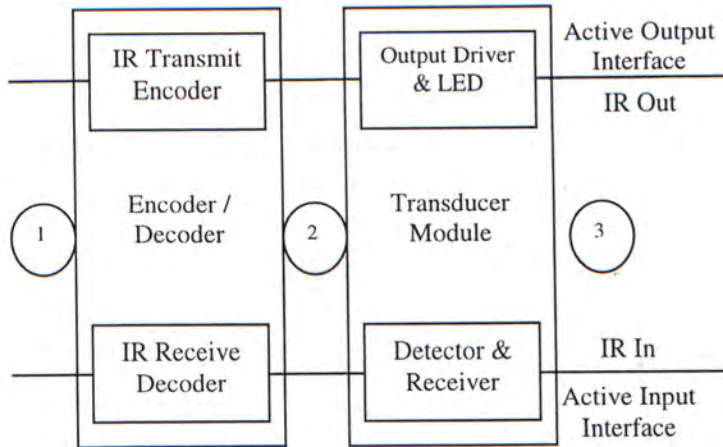 IR Transmit
Encoder
Output Driver
& LED
Active Output
Interface
IR Out
1
Encoder /
Decoder
2
Transducer
Module
3
IR Receive
Decoder
Detector &
Receiver
IR In
Active Input
Interface